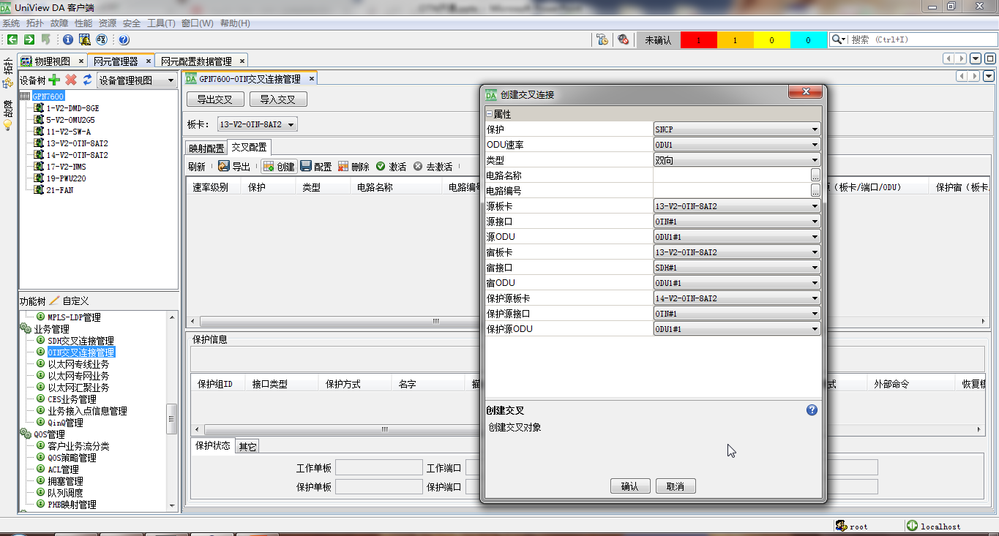 UniView DA 客户端
系统 拓扑 故障 性能 资源 安全 工具(T) 窗口(W) 帮助(H)
未确认 1 1 0 0 搜索 (Ctrl+I)
拓扑
故障
物理视图 × 网元管理器 × 网元配置数据管理 ×
设备树 设备管理视图
GPN7600
1-V2-DMD-8GE
5-V2-OMU2G5
11-V2-SW-A
13-V2-OTN-8AT2
14-V2-OTN-8AT2
17-V2-NMS
19-PWU220
21-FAN
功能树 自定义
MPLS-LDP管理
业务管理
SDH交叉连接管理
OTN交叉连接管理
以太网专线业务
以太网专网业务
以太网汇聚业务
CES业务管理
业务接入点信息管理
QinQ管理
QOS管理
客户业务流分类
QOS策略管理
ACL管理
拥塞管理
队列调度
PHB映射管理
DA GPN7600-OTN交叉连接管理 ×
导出交叉 导入交叉
板卡: 13-V2-OTN-8AT2
映射配置 交叉配置
刷新 导出 创建 配置 删除 激活 去激活
速率级别 保护 类型 电路名称 电路编号 (板卡/端口/ODU) 保护宿(板卡
保护信息
保护组ID 接口类型 保护方式 名字 式 外部命令 恢复模
保护状态 其它
工作单板 工作端口
保护单板 保护端口
DA 创建交叉连接
属性
保护 SNCP
ODU速率 ODU1
类型 双向
电路名称 ...
电路编号 ...
源板卡 13-V2-OTN-8AT2
源接口 OTN#1
源ODU ODU1#1
宿板卡 13-V2-OTN-8AT2
宿接口 SDH#1
宿ODU ODU1#1
保护源板卡 14-V2-OTN-8AT2
保护源接口 OTN#1
保护源ODU ODU1#1
创建交叉
创建交叉对象
确认 取消
root localhost